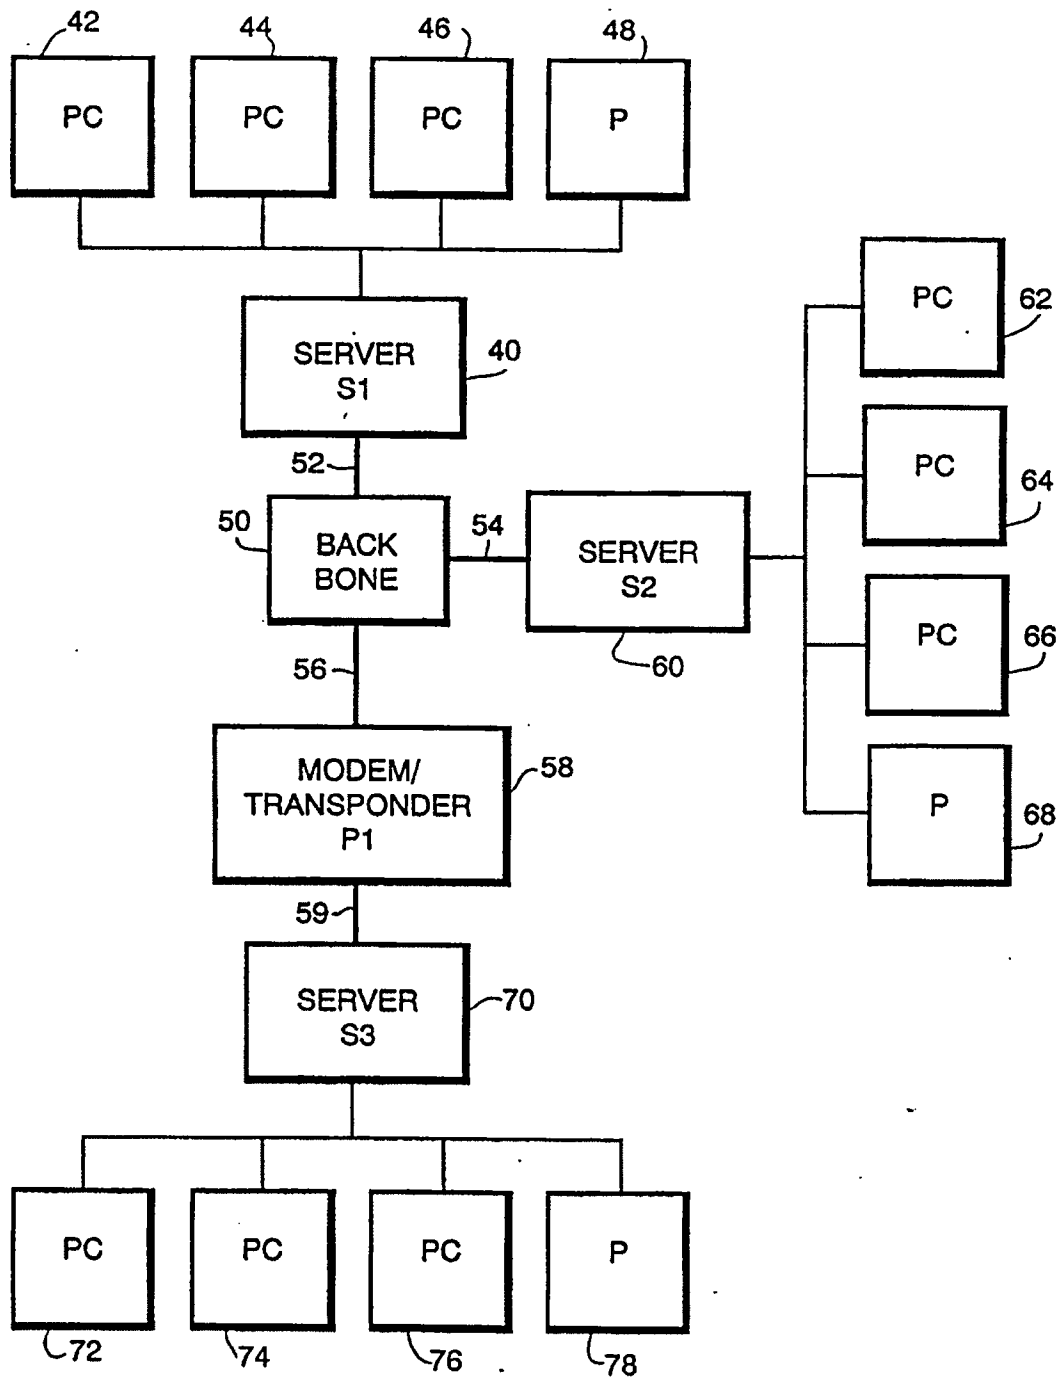 42
44
46
48
PC
PC
PC
P
SERVER
S1
40
52
50
BACK
BONE
54
SERVER
S2
60
PC
62
PC
64
PC
66
P
68
56
MODEM/
TRANSPONDER
P1
58
59
SERVER
S3
70
PC
PC
PC
P
72
74
76
78